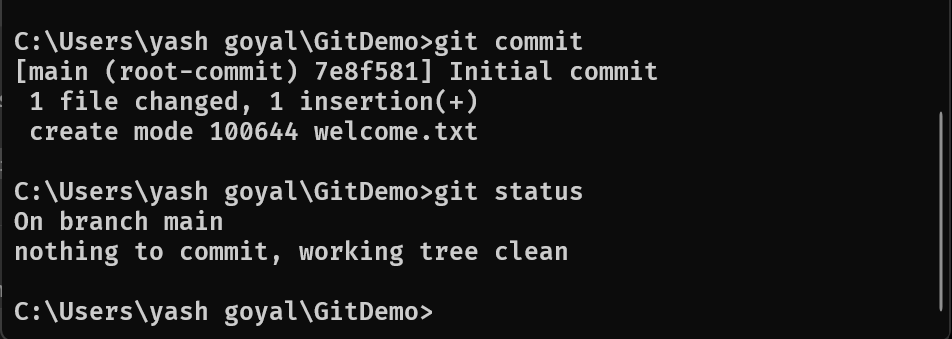 C:\Users\yash goyal\GitDemo>git commit
[main (root-commit) 7e8f581] Initial commit
 1 file changed, 1 insertion(+)
 create mode 100644 welcome.txt
C:\Users\yash goyal\GitDemo>git status
On branch main
nothing to commit, working tree clean
C:\Users\yash goyal\GitDemo>